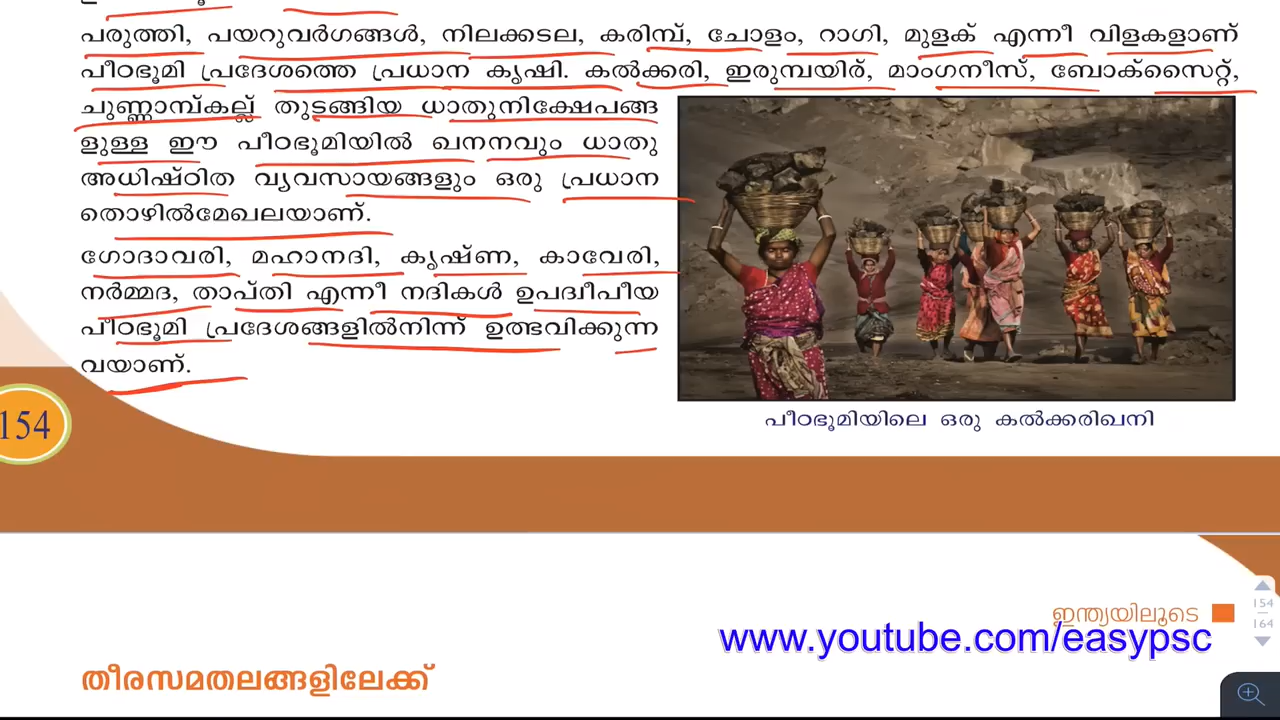 പരുത്തി, പയറുവർഗങ്ങൾ, നിലക്കടല, കരിമ്പ്, ചോളം, റാഗി, മുളക് എന്നീ വിളകളാണ്
പീഠഭൂമി പ്രദേശത്തെ പ്രധാന കൃഷി. കൽക്കരി, ഇരുമ്പയിര്, മാംഗനീസ്, ബോക്സൈറ്റ്,
ചുണ്ണാമ്പ്കല്ല് തുടങ്ങിയ ധാതുനിക്ഷേപങ്ങ
ളുള്ള ഈ പീഠഭൂമിയിൽ ഖനനവും ധാതു
അധിഷ്ഠിത വ്യവസായങ്ങളും ഒരു പ്രധാന
തൊഴിൽമേഖലയാണ്.
ഗോദാവരി, മഹാനദി, കൃഷ്ണ, കാവേരി,
നർമ്മദ, താപ്തി എന്നീ നദികൾ ഉപദ്വീപീയ
പീഠഭൂമി പ്രദേശങ്ങളിൽനിന്ന് ഉത്ഭവിക്കുന്ന
വയാണ്.
പീഠഭൂമിയിലെ ഒരു കൽക്കരിഖനി
154
ഇന്ത്യയിലൂടെ
154
164
www.youtube.com/easypsc
തീരസമതലങ്ങളിലേക്ക്